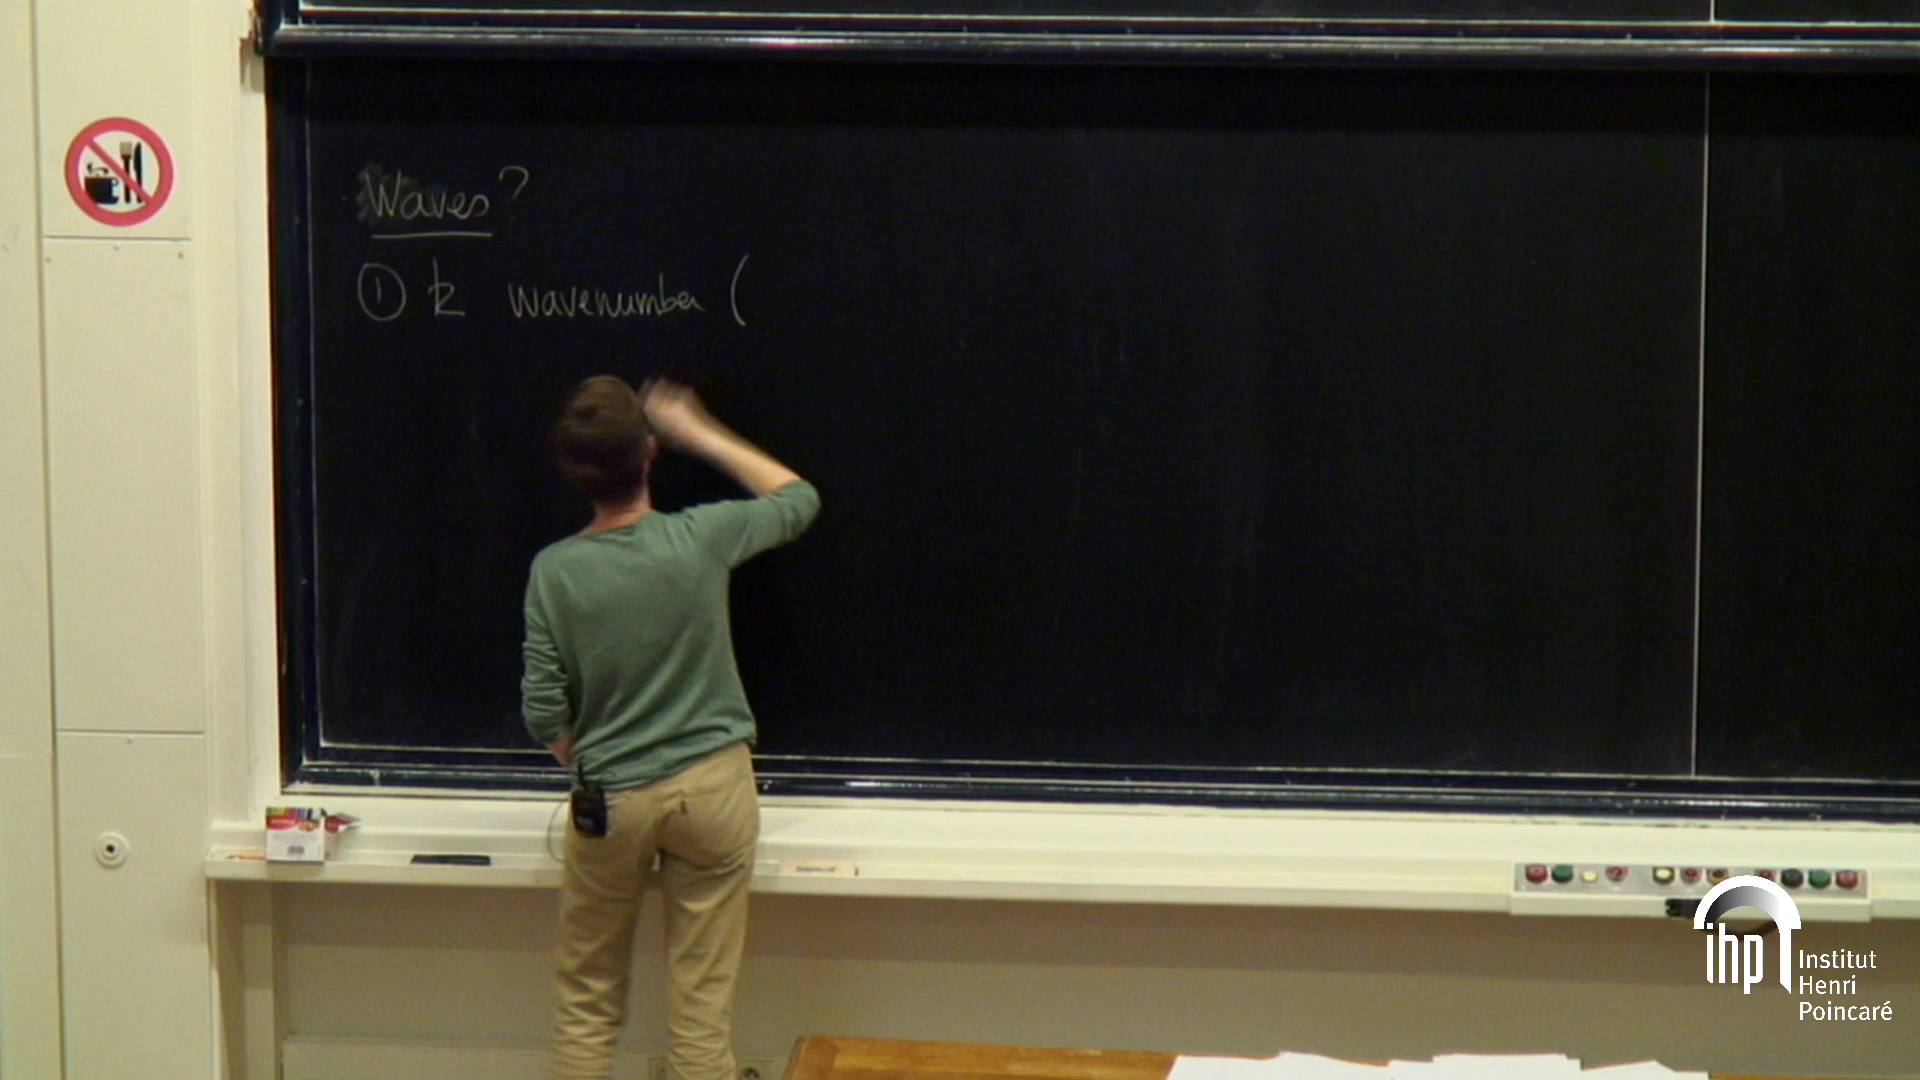 Waves?
① k wavenumber (
ihp Institut
Henri
Poincaré